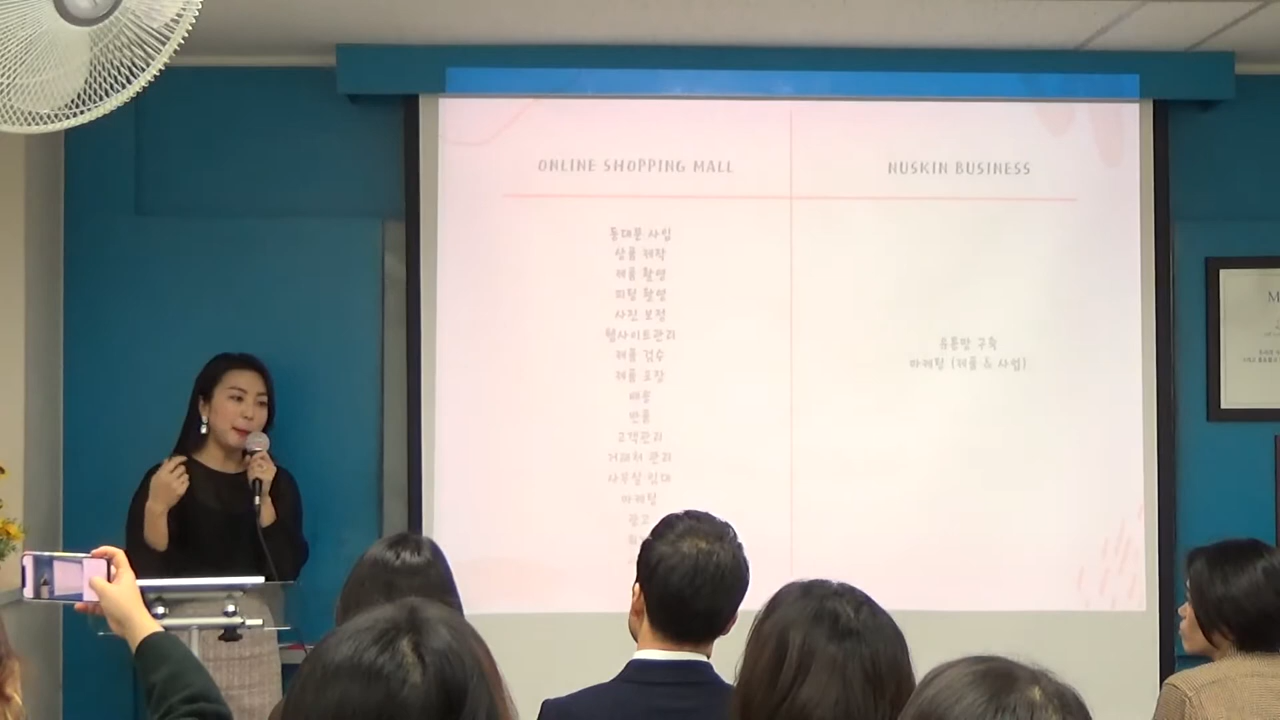 ONLINE SHOPPING MALL
동대문 사입
상품 제작
제품 촬영
피팅 촬영
사진 보정
웹사이트관리
제품 검수
제품 포장
배송
반품
고객관리
거래처 관리
사무실 임대
마케팅
광고
NUSKIN BUSINESS
유통망 구축
마케팅 (제품 & 사업)
M